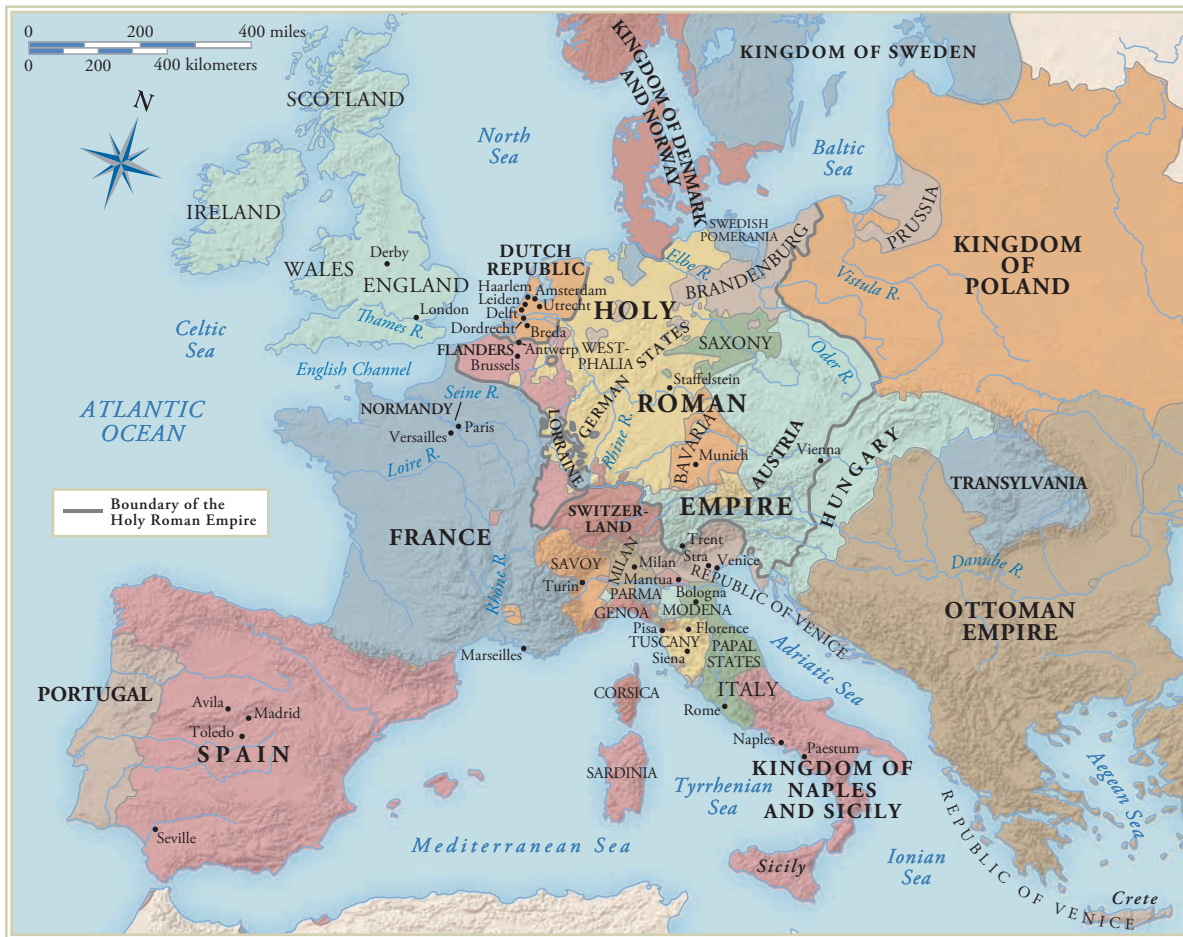 0 200 400 miles
0 200 400 kilometers
N
SCOTLAND
North
Sea
KINGDOM OF DENMARK
AND NORWAY
KINGDOM OF SWEDEN
Baltic
Sea
IRELAND
Derby
WALES
ENGLAND
London
Thames R.
Celtic
Sea
English Channel
ATLANTIC
OCEAN
DUTCH
REPUBLIC
Haarlem
Amsterdam
Leiden
Utrecht
Delft
Dordrecht
Breda
FLANDERS
Antwerp
Brussels
SWEDISH
POMERANIA
Elbe R.
BRANDENBURG
PRUSSIA
KINGDOM
OF
POLAND
Vistula R.
HOLY
ROMAN
EMPIRE
WEST-
PHALIA
GERMAN STATES
SAXONY
Oder R.
Staffelstein
Rhine R.
BAVARIA
Munich
AUSTRIA
Vienna
HUNGARY
TRANSYLVANIA
LORRAINE
Seine R.
NORMANDY
Paris
Versailles
Loire R.
Boundary of the
Holy Roman Empire
FRANCE
Rhône R.
Marseilles
SWITZER-
LAND
SAVOY
Turin
MILAN
Milan
Trent
Stra
Venice
Mantua
PARMA
REPUBLIC OF VENICE
Bologna
GENOA
MODENA
Pisa
Florence
TUSCANY
Siena
PAPAL
STATES
Adriatic Sea
Danube R.
OTTOMAN
EMPIRE
PORTUGAL
Avila
Madrid
Toledo
SPAIN
Seville
CORSICA
ITALY
Rome
SARDINIA
Naples
Paestum
Tyrrhenian
Sea
KINGDOM OF
NAPLES
AND SICILY
Mediterranean Sea
Sicily
Ionian
Sea
Aegean Sea
REPUBLIC OF VENICE
Crete